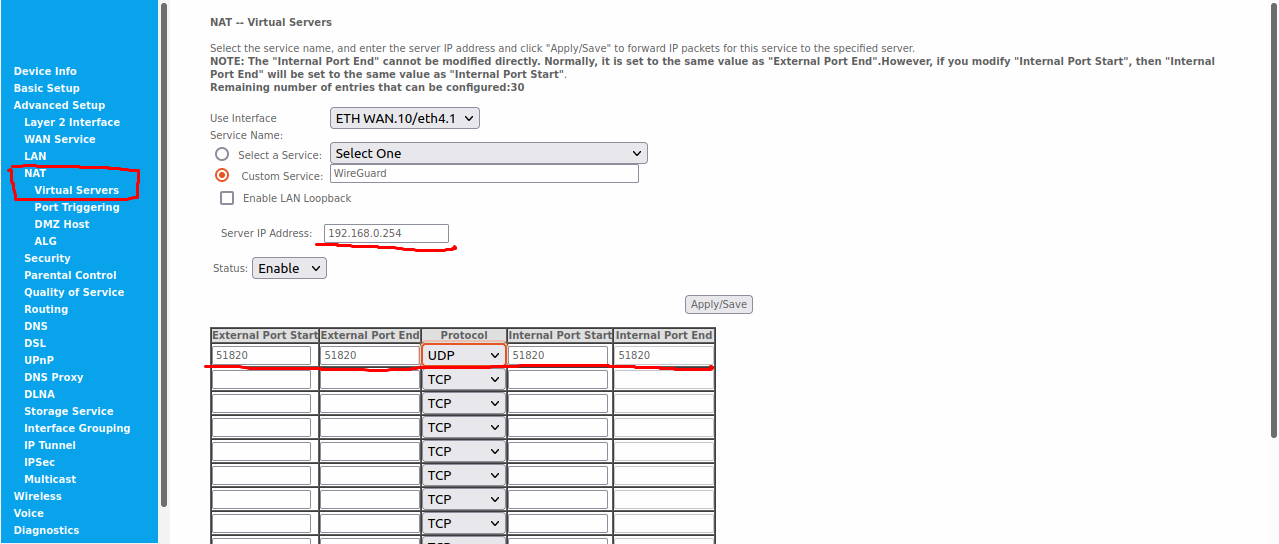 Device Info
Basic Setup
Advanced Setup
Layer 2 Interface
WAN Service
LAN
NAT
Virtual Servers
Port Triggering
DMZ Host
ALG
Security
Parental Control
Quality of Service
Routing
DNS
DSL
UPnP
DNS Proxy
DLNA
Storage Service
Interface Grouping
IP Tunnel
IPSec
Multicast
Wireless
Voice
Diagnostics
NAT -- Virtual Servers
Select the service name, and enter the server IP address and click "Apply/Save" to forward IP packets for this service to the specified server.
NOTE: The "Internal Port End" cannot be modified directly. Normally, it is set to the same value as "External Port End".However, if you modify "Internal Port Start", then "Internal
Port End" will be set to the same value as "Internal Port Start".
Remaining number of entries that can be configured:30
Use Interface ETH WAN.10/eth4.1
Service Name:
Select a Service: Select One
Custom Service: WireGuard
Enable LAN Loopback
Server IP Address: 192.168.0.254
Status: Enable
Apply/Save
External Port Start External Port End Protocol Internal Port Start Internal Port End
51820 51820 UDP 51820 51820
TCP
TCP
TCP
TCP
TCP
TCP
TCP